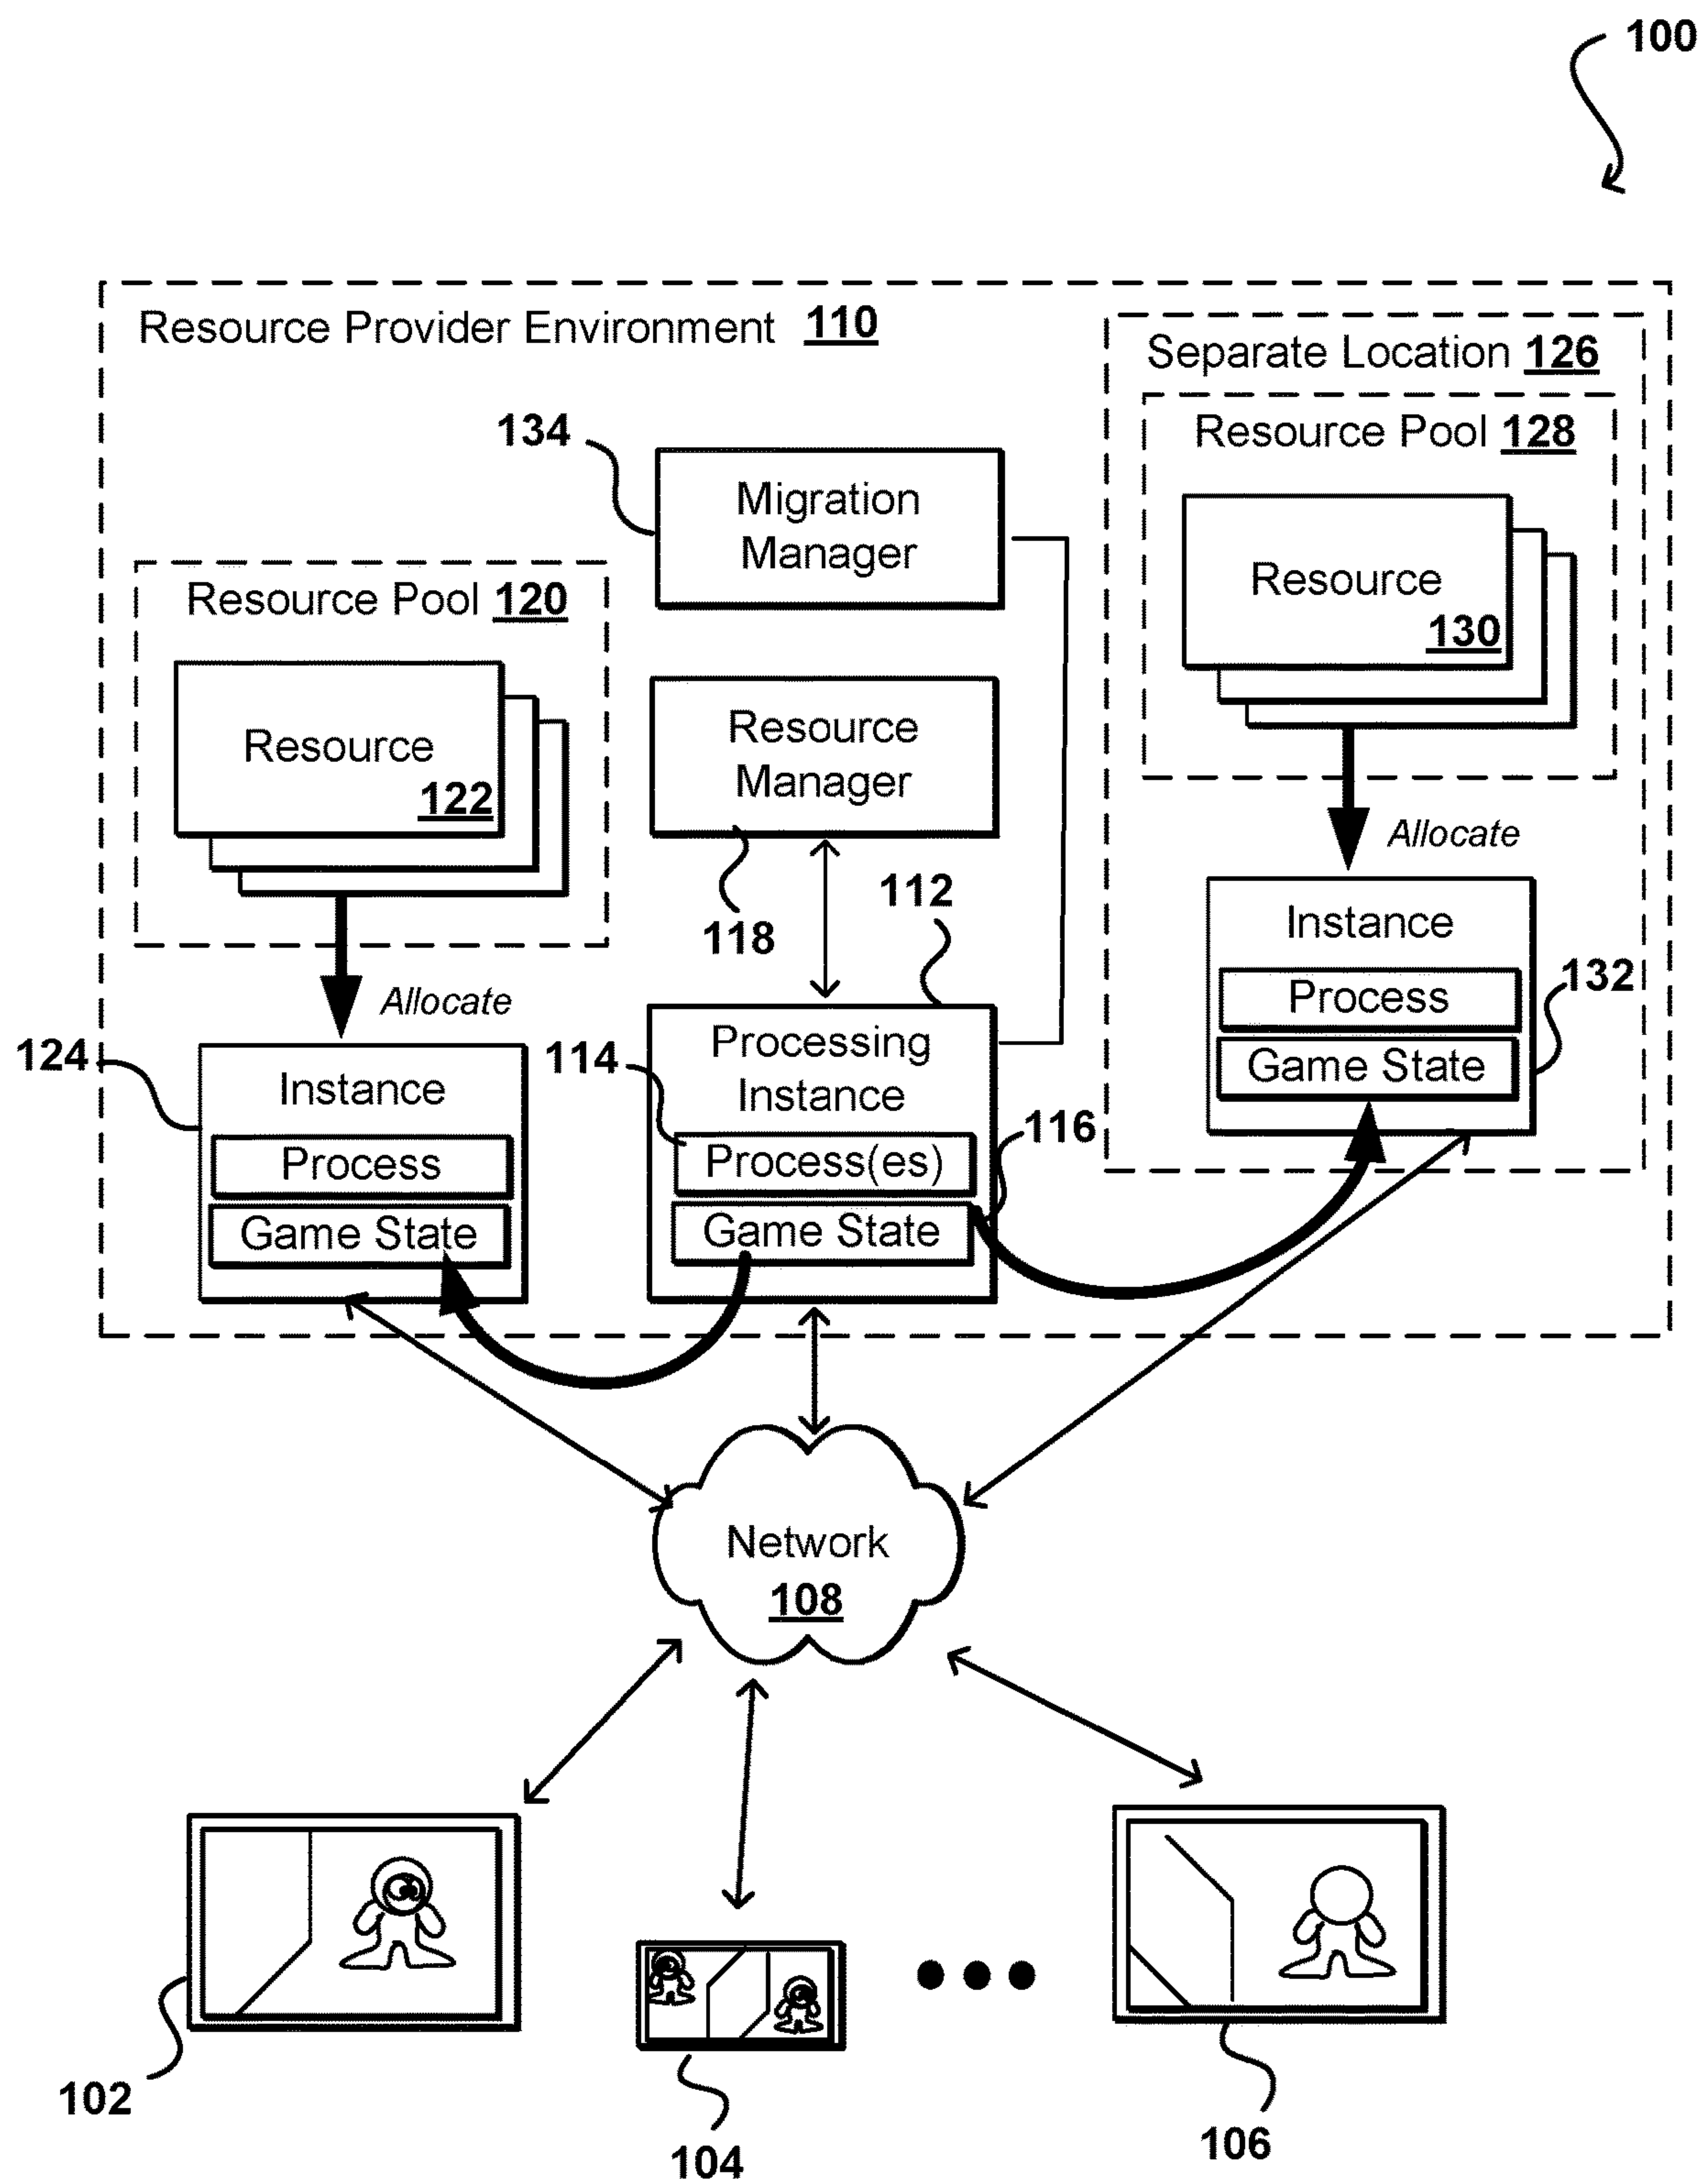 100
Resource Provider Environment 110
Separate Location 126
Resource Pool 128
134
Migration
Manager
Resource
130
Resource Pool 120
Resource
122
Resource
Manager
118
Allocate
112
Instance
Process
Game State
132
Allocate
124
Instance
Process
Game State
114
Processing
Instance
Process(es)
Game State
116
Network
108
102
104
106